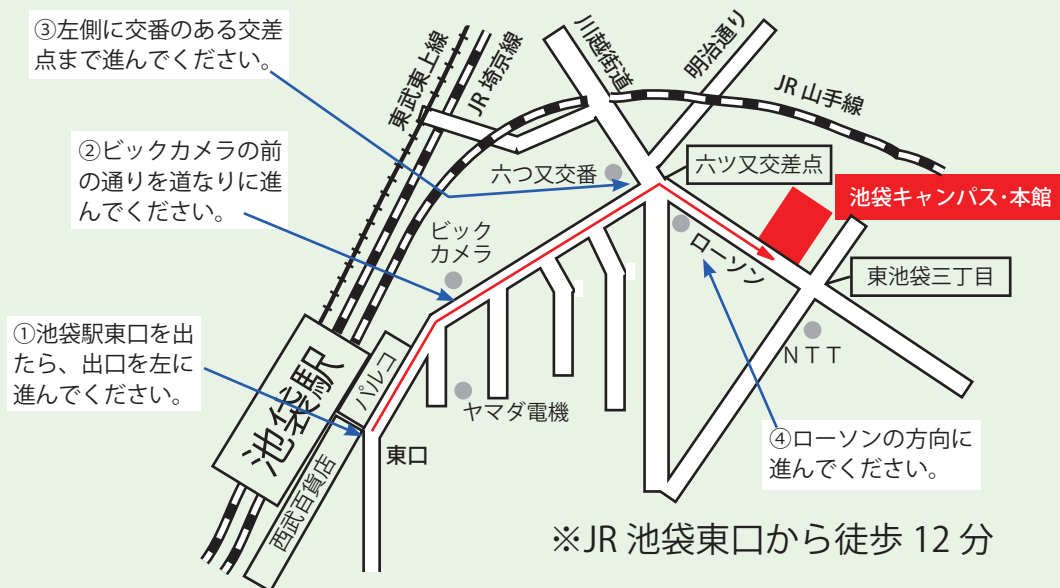 ③左側に交番のある交差
点まで進んでください。
②ビックカメラの前
の通りを道なりに進
んでください。
①池袋駅東口を出
たら、出口を左に
進んでください。
東武東上線
JR 埼京線
川越街道
明治通り
JR 山手線
六つ又交番
六ツ又交差点
池袋キャンパス・本館
ビック
カメラ
ローソン
東池袋三丁目
NTT
パルコ
池袋駅
ヤマダ電機
東口
西武百貨店
④ローソンの方向に
進んでください。
※JR 池袋東口から徒歩 12 分